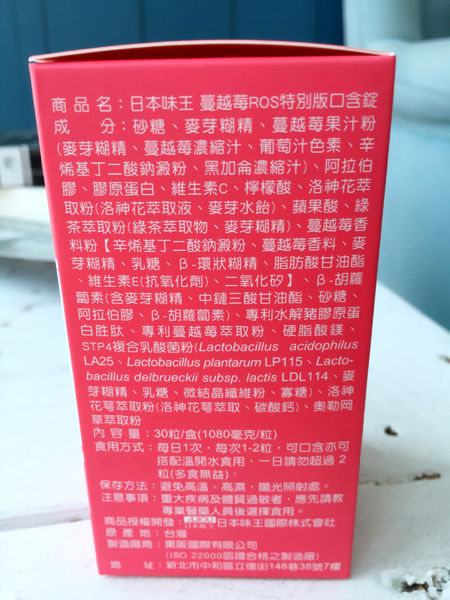 商 品 名：日本味王 蔓越莓ROS特別版口含錠
成　　分：砂糖、麥芽糊精、蔓越莓果汁粉
(麥芽糊精、蔓越莓濃縮汁、葡萄汁色素、辛
烯基丁二酸鈉澱粉、黑加侖濃縮汁)、阿拉伯
膠、膠原蛋白、維生素C、檸檬酸、洛神花萃
取粉(洛神花萃取液、麥芽水飴)、蘋果酸、綠
茶萃取粉(綠茶萃取物、麥芽糊精)、蔓越莓香
料粉【辛烯基丁二酸鈉澱粉、蔓越莓香料、麥
芽糊精、乳糖、β-環狀糊精、脂肪酸甘油酯
、維生素E(抗氧化劑)、二氧化矽】、β-胡蘿
蔔素(含麥芽糊精、中鏈三酸甘油酯、砂糖、
阿拉伯膠、β-胡蘿蔔素)、專利水解豬膠原蛋
白胜肽、專利蔓越莓萃取粉、硬脂酸鎂、
STP4複合乳酸菌粉(Lactobacillus acidophilus
LA25、Lactobacillus plantarum LP115、Lacto-
bacillus delbrueckii subsp. lactis LDL114、麥
芽糊精、乳糖、微結晶纖維粉、寡糖)、洛神
花萼萃取粉(洛神花萼萃取、碳酸鈣)、奧勒岡
草萃取粉
內 容 量：30粒/盒(1080毫克/粒)
食用方式：每日1次，每次1-2粒，可口含亦可
搭配溫開水食用，一日請勿超過 2
粒(多食無益)。
保存方法：避免高溫、高濕、陽光照射處。
注意事項：重大疾病及體質過敏者，應先請教
專業醫藥人員後選擇食用。
商品授權開發：AJIOU 日本味王 日本味王國際株式會社
原 產 地：台灣
製造廠商：東阪國際有限公司
(ISO 22000認證合格之製造廠)
地　　址：新北市中和區立德街148巷38號7樓